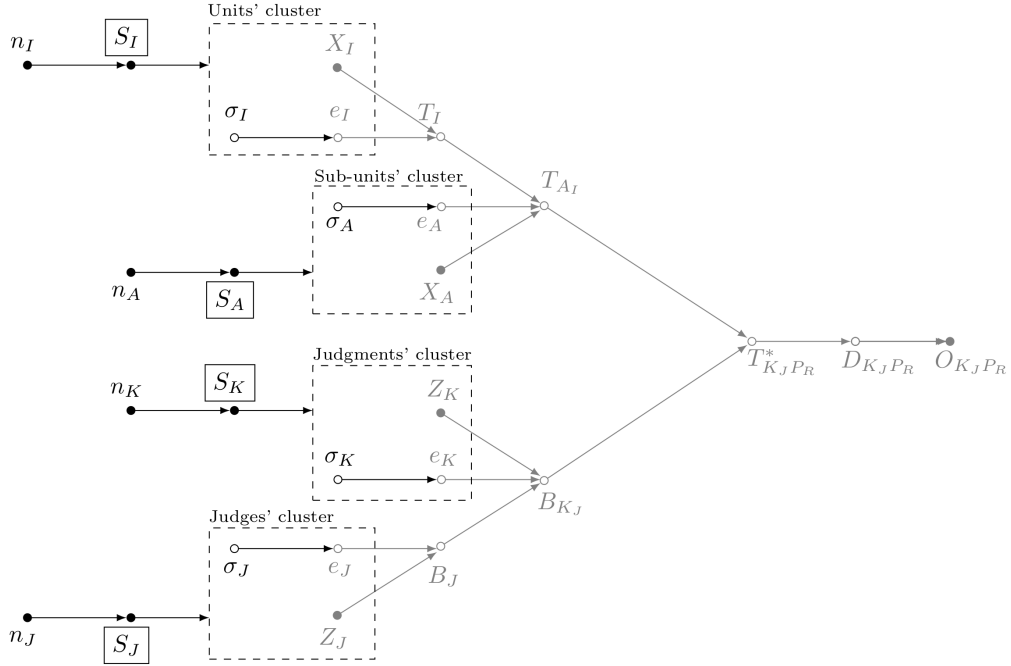 Units' cluster
n_I
S_I
X_I
σ_I
e_I
T_I
Sub-units' cluster
σ_A
e_A
T_{A_I}
n_A
S_A
X_A
Judgments' cluster
T^*_{K_J P_R}
D_{K_J P_R}
O_{K_J P_R}
n_K
S_K
Z_K
σ_K
e_K
B_{K_J}
Judges' cluster
σ_J
e_J
B_J
n_J
S_J
Z_J